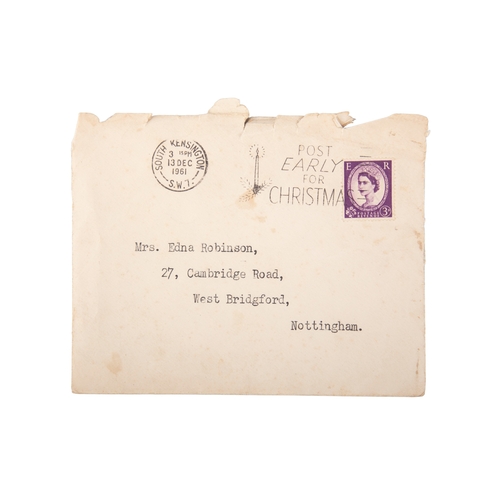 SOUTH KENSINGTON
3 15PM
13 DEC
1961
S.W.7.
POST
EARLY
FOR
CHRISTMA
E R
3D
Mrs. Edna Robinson,
27, Cambridge Road,
West Bridgford,
Nottingham.